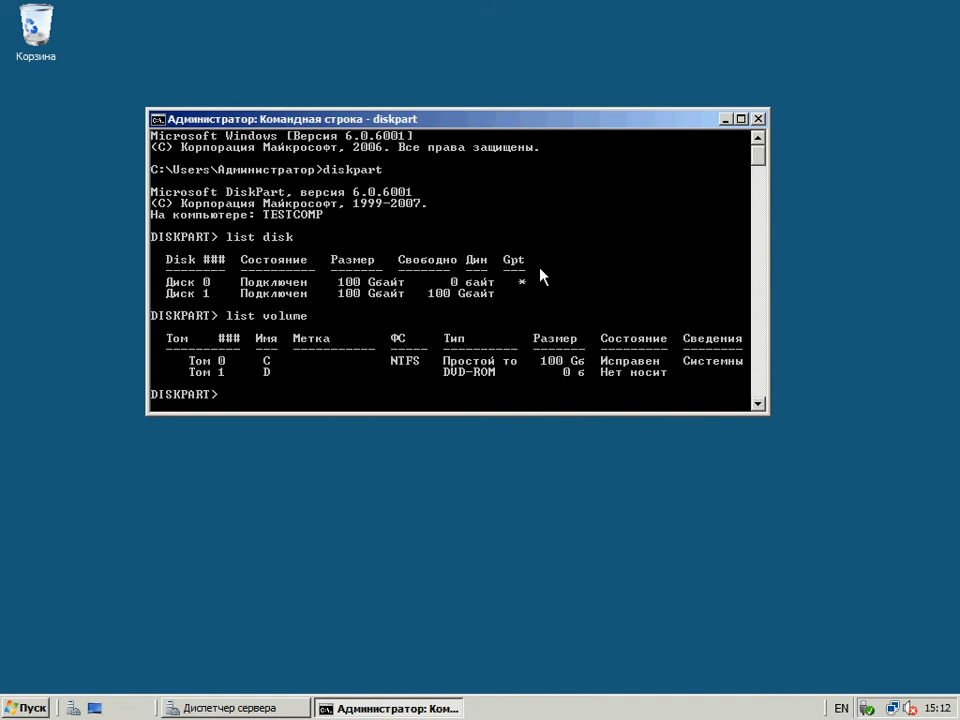 Корзина
Администратор: Командная строка - diskpart
Microsoft Windows [Версия 6.0.6001]
(C) Корпорация Майкрософт, 2006. Все права защищены.
C:\Users\Администратор>diskpart
Microsoft DiskPart, версия 6.0.6001
(C) Корпорация Майкрософт, 1999-2007.
На компьютере: TESTCOMP
DISKPART> list disk
Disk ### Состояние Размер Свободно Дин Gpt
-------- ---------- ------- ------- --- ---
Диск 0 Подключен 100 Gбайт 0 байт *
Диск 1 Подключен 100 Gбайт 100 Gбайт
DISKPART> list volume
Том ### Имя Метка ФС Тип Размер Состояние Сведения
---------- --- ----------- ----- ---------- ------- --------- --------
Том 0 C NTFS Простой то 100 Gб Исправен Системны
Том 1 D DVD-ROM 0 б Нет носит
DISKPART>
Пуск Диспетчер сервера Администратор: Ком... EN 15:12